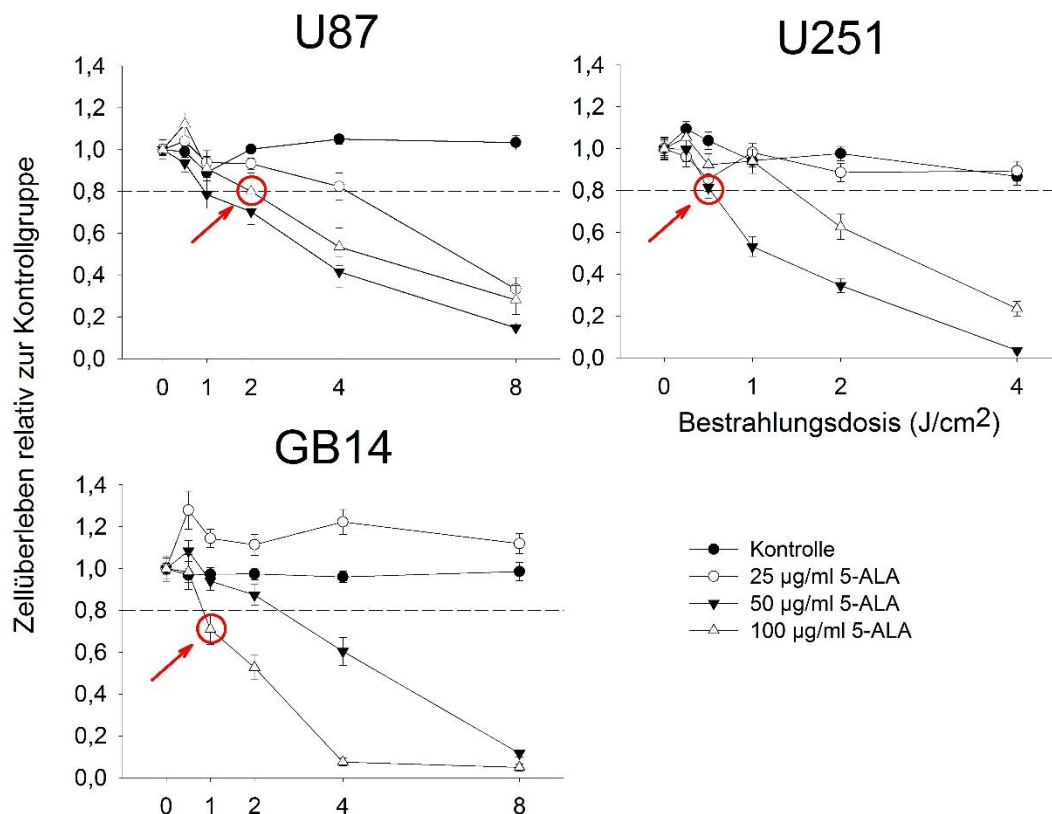 U87
U251
1,4
1,2
1,0
0,8
0,6
0,4
0,2
0,0
0 1 2 4 8
1,4
1,2
1,0
0,8
0,6
0,4
0,2
0,0
0 1 2 4
Bestrahlungsdosis (J/cm²)
Zellüberleben relativ zur Kontrollgruppe
GB14
1,4
1,2
1,0
0,8
0,6
0,4
0,2
0,0
0 1 2 4 8
Kontrolle
25 µg/ml 5-ALA
50 µg/ml 5-ALA
100 µg/ml 5-ALA